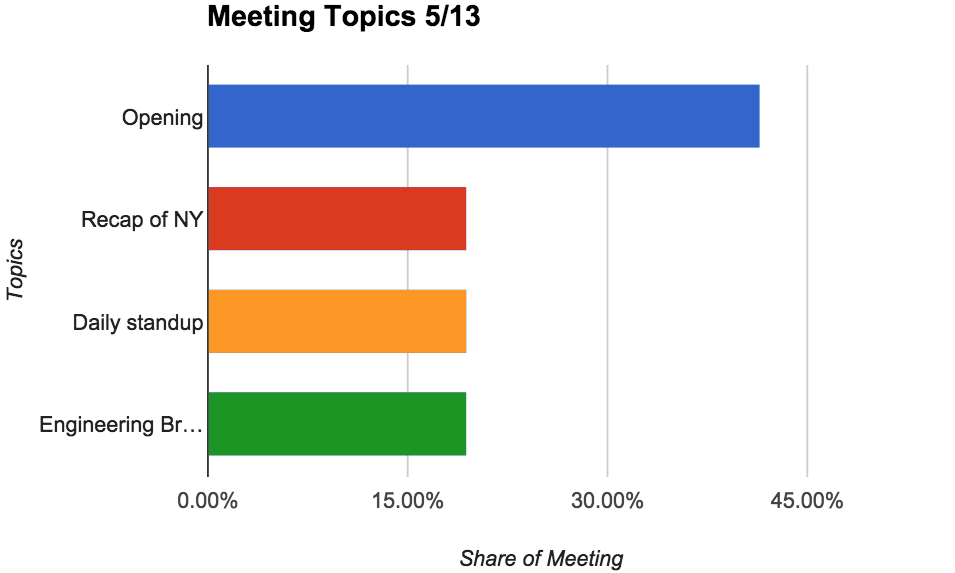 Meeting Topics 5/13
Opening
Recap of NY
Daily standup
Engineering Br…
Topics
0.00% 15.00% 30.00% 45.00%
Share of Meeting